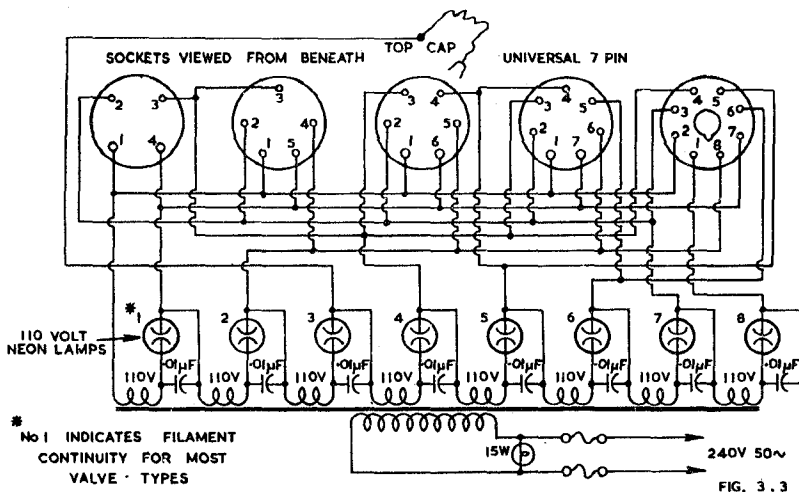 SOCKETS VIEWED FROM BENEATH
TOP CAP
UNIVERSAL 7 PIN
2 3 1 4
3 2 4 1 5
3 4 2 5 1 6
4 3 5 2 6 1 7
4 5 3 6 2 7 1 8
*1 2 3 4 5 6 7 8
110 VOLT
NEON LAMPS
·01µF ·01µF ·01µF ·01µF ·01µF ·01µF ·01µF ·01µF
110V 110V 110V 110V 110V 110V 110V 110V
* No 1 INDICATES FILAMENT
CONTINUITY FOR MOST
VALVE · TYPES
15W
240V 50~
FIG. 3.3